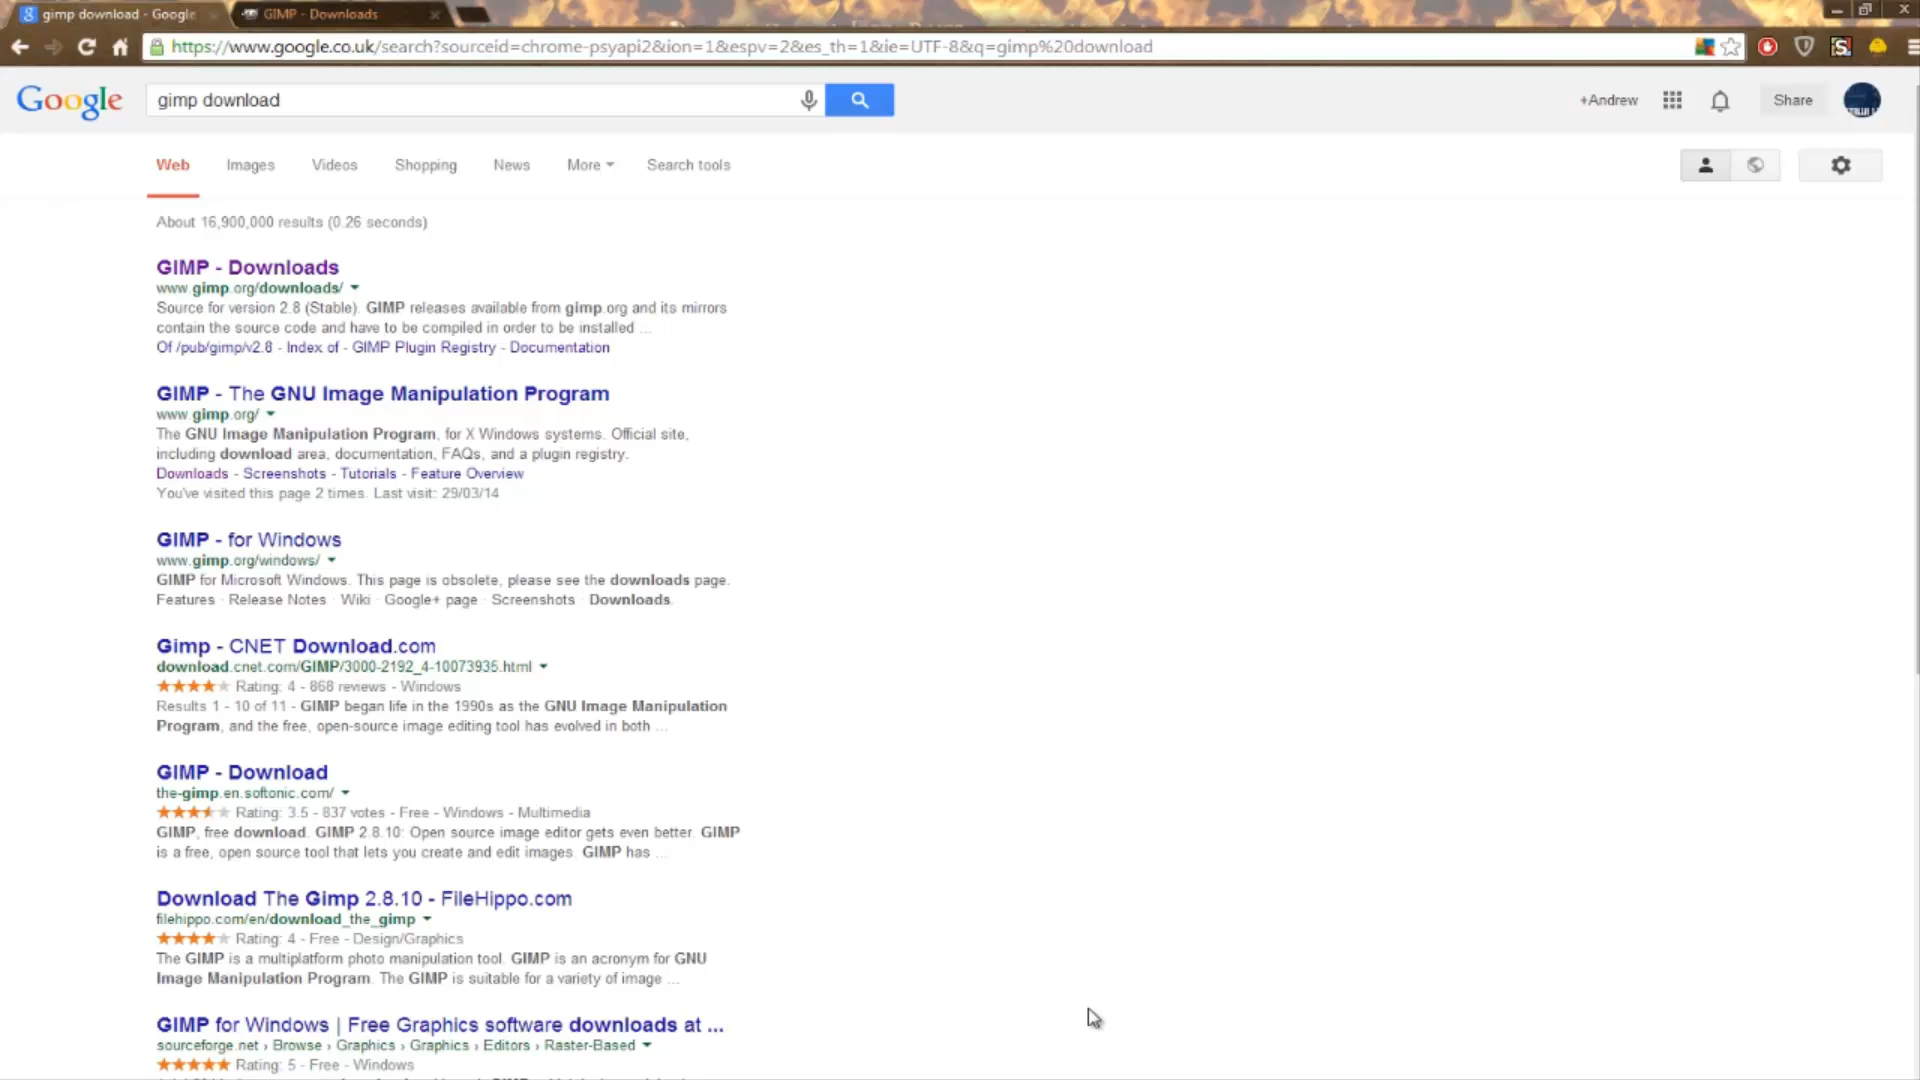 gimp download - Google
GIMP - Downloads
https://www.google.co.uk/search?sourceid=chrome-psyapi2&ion=1&espv=2&es_th=1&ie=UTF-8&q=gimp%20download
Google
gimp download
+Andrew
Share
Web Images Videos Shopping News More Search tools
About 16,900,000 results (0.26 seconds)
GIMP - Downloads
www.gimp.org/downloads/
Source for version 2.8 (Stable). GIMP releases available from gimp.org and its mirrors
contain the source code and have to be compiled in order to be installed ...
Of /pub/gimp/v2.8 - Index of - GIMP Plugin Registry - Documentation
GIMP - The GNU Image Manipulation Program
www.gimp.org/
The GNU Image Manipulation Program, for X Windows systems. Official site,
including download area, documentation, FAQs, and a plugin registry.
Downloads - Screenshots - Tutorials - Feature Overview
You've visited this page 2 times. Last visit: 29/03/14
GIMP - for Windows
www.gimp.org/windows/
GIMP for Microsoft Windows. This page is obsolete, please see the downloads page.
Features · Release Notes · Wiki · Google+ page · Screenshots · Downloads.
Gimp - CNET Download.com
download.cnet.com/GIMP/3000-2192_4-10073935.html
Rating: 4 - 868 reviews - Windows
Results 1 - 10 of 11 - GIMP began life in the 1990s as the GNU Image Manipulation
Program, and the free, open-source image editing tool has evolved in both ...
GIMP - Download
the-gimp.en.softonic.com/
Rating: 3.5 - 837 votes - Free - Windows - Multimedia
GIMP, free download. GIMP 2.8.10: Open source image editor gets even better. GIMP
is a free, open source tool that lets you create and edit images. GIMP has ...
Download The Gimp 2.8.10 - FileHippo.com
filehippo.com/en/download_the_gimp
Rating: 4 - Free - Design/Graphics
The GIMP is a multiplatform photo manipulation tool. GIMP is an acronym for GNU
Image Manipulation Program. The GIMP is suitable for a variety of image ...
GIMP for Windows | Free Graphics software downloads at ...
sourceforge.net › Browse › Graphics › Graphics › Editors › Raster-Based
Rating: 5 - Free - Windows